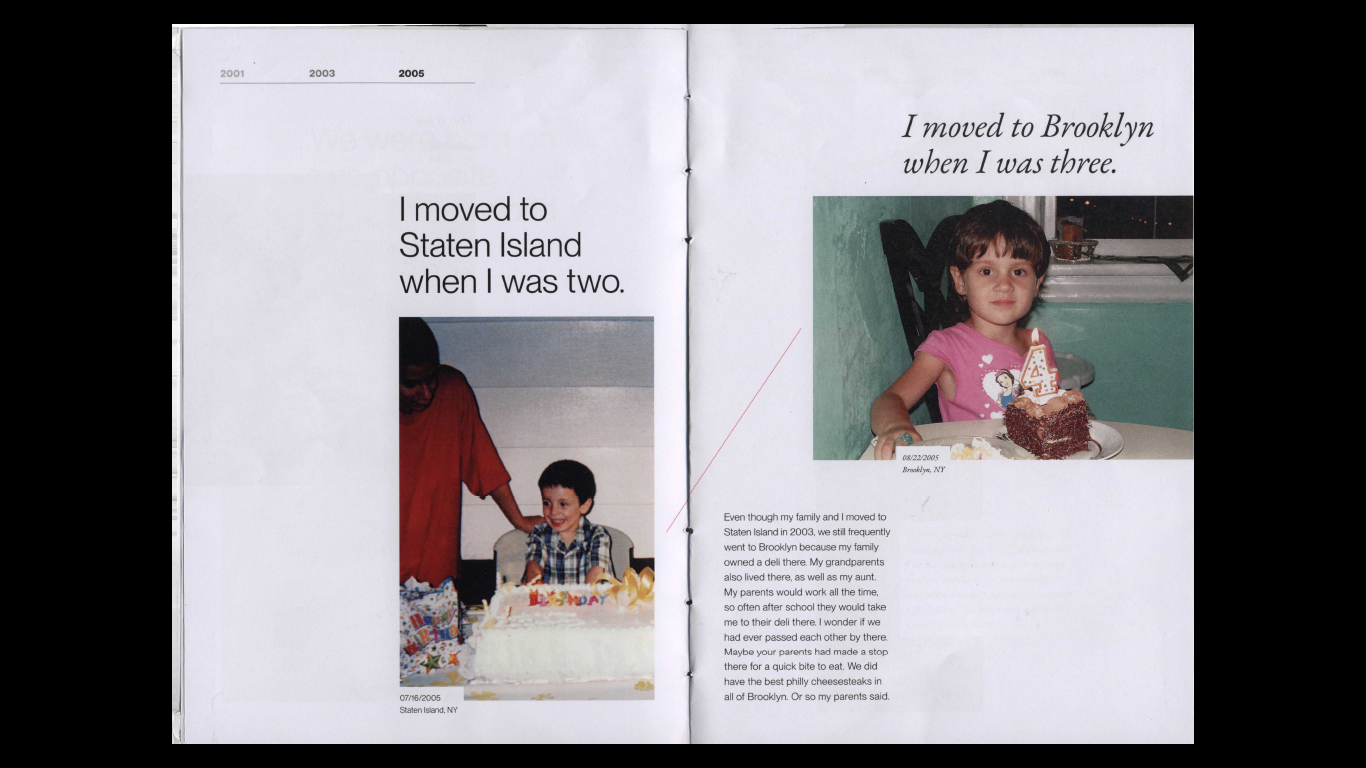 2001 2003 2005
I moved to
Staten Island
when I was two.
07/16/2005
Staten Island, NY
I moved to Brooklyn
when I was three.
4
08/22/2005
Brooklyn, NY
Even though my family and I moved to
Staten Island in 2003, we still frequently
went to Brooklyn because my family
owned a deli there. My grandparents
also lived there, as well as my aunt.
My parents would work all the time,
so often after school they would take
me to their deli there. I wonder if we
had ever passed each other by there.
Maybe your parents had made a stop
there for a quick bite to eat. We did
have the best philly cheesesteaks in
all of Brooklyn. Or so my parents said.